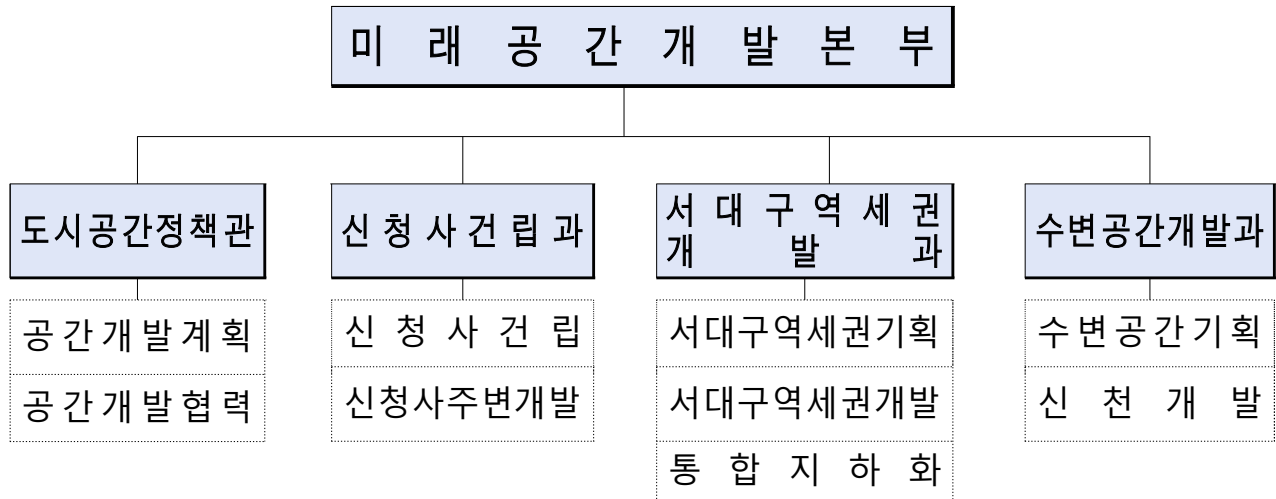 미래공간개발본부
도시공간정책관
신청사건립과
서대구역세권
개발과
수변공간개발과
공간개발계획
공간개발협력
신청사건립
신청사주변개발
서대구역세권기획
서대구역세권개발
통합지하화
수변공간기획
신천개발